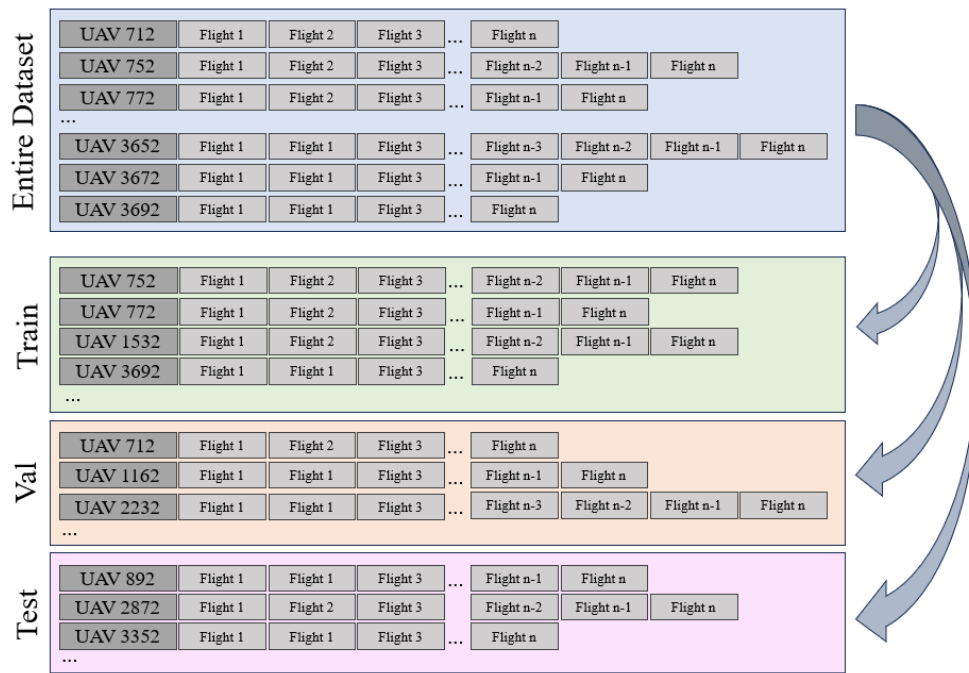 Entire Dataset
UAV 712 Flight 1 Flight 2 Flight 3 ... Flight n
UAV 752 Flight 1 Flight 2 Flight 3 ... Flight n-2 Flight n-1 Flight n
UAV 772 Flight 1 Flight 2 Flight 3 ... Flight n-1 Flight n
...
UAV 3652 Flight 1 Flight 1 Flight 3 ... Flight n-3 Flight n-2 Flight n-1 Flight n
UAV 3672 Flight 1 Flight 1 Flight 3 ... Flight n-1 Flight n
UAV 3692 Flight 1 Flight 1 Flight 3 ... Flight n
Train
UAV 752 Flight 1 Flight 2 Flight 3 ... Flight n-2 Flight n-1 Flight n
UAV 772 Flight 1 Flight 2 Flight 3 ... Flight n-1 Flight n
UAV 1532 Flight 1 Flight 2 Flight 3 ... Flight n-2 Flight n-1 Flight n
UAV 3692 Flight 1 Flight 1 Flight 3 ... Flight n
...
Val
UAV 712 Flight 1 Flight 2 Flight 3 ... Flight n
UAV 1162 Flight 1 Flight 1 Flight 3 ... Flight n-1 Flight n
UAV 2232 Flight 1 Flight 1 Flight 3 ... Flight n-3 Flight n-2 Flight n-1 Flight n
...
Test
UAV 892 Flight 1 Flight 1 Flight 3 ... Flight n-1 Flight n
UAV 2872 Flight 1 Flight 2 Flight 3 Flight n-2 Flight n-1 Flight n
UAV 3352 Flight 1 Flight 1 Flight 3 ... Flight n
...